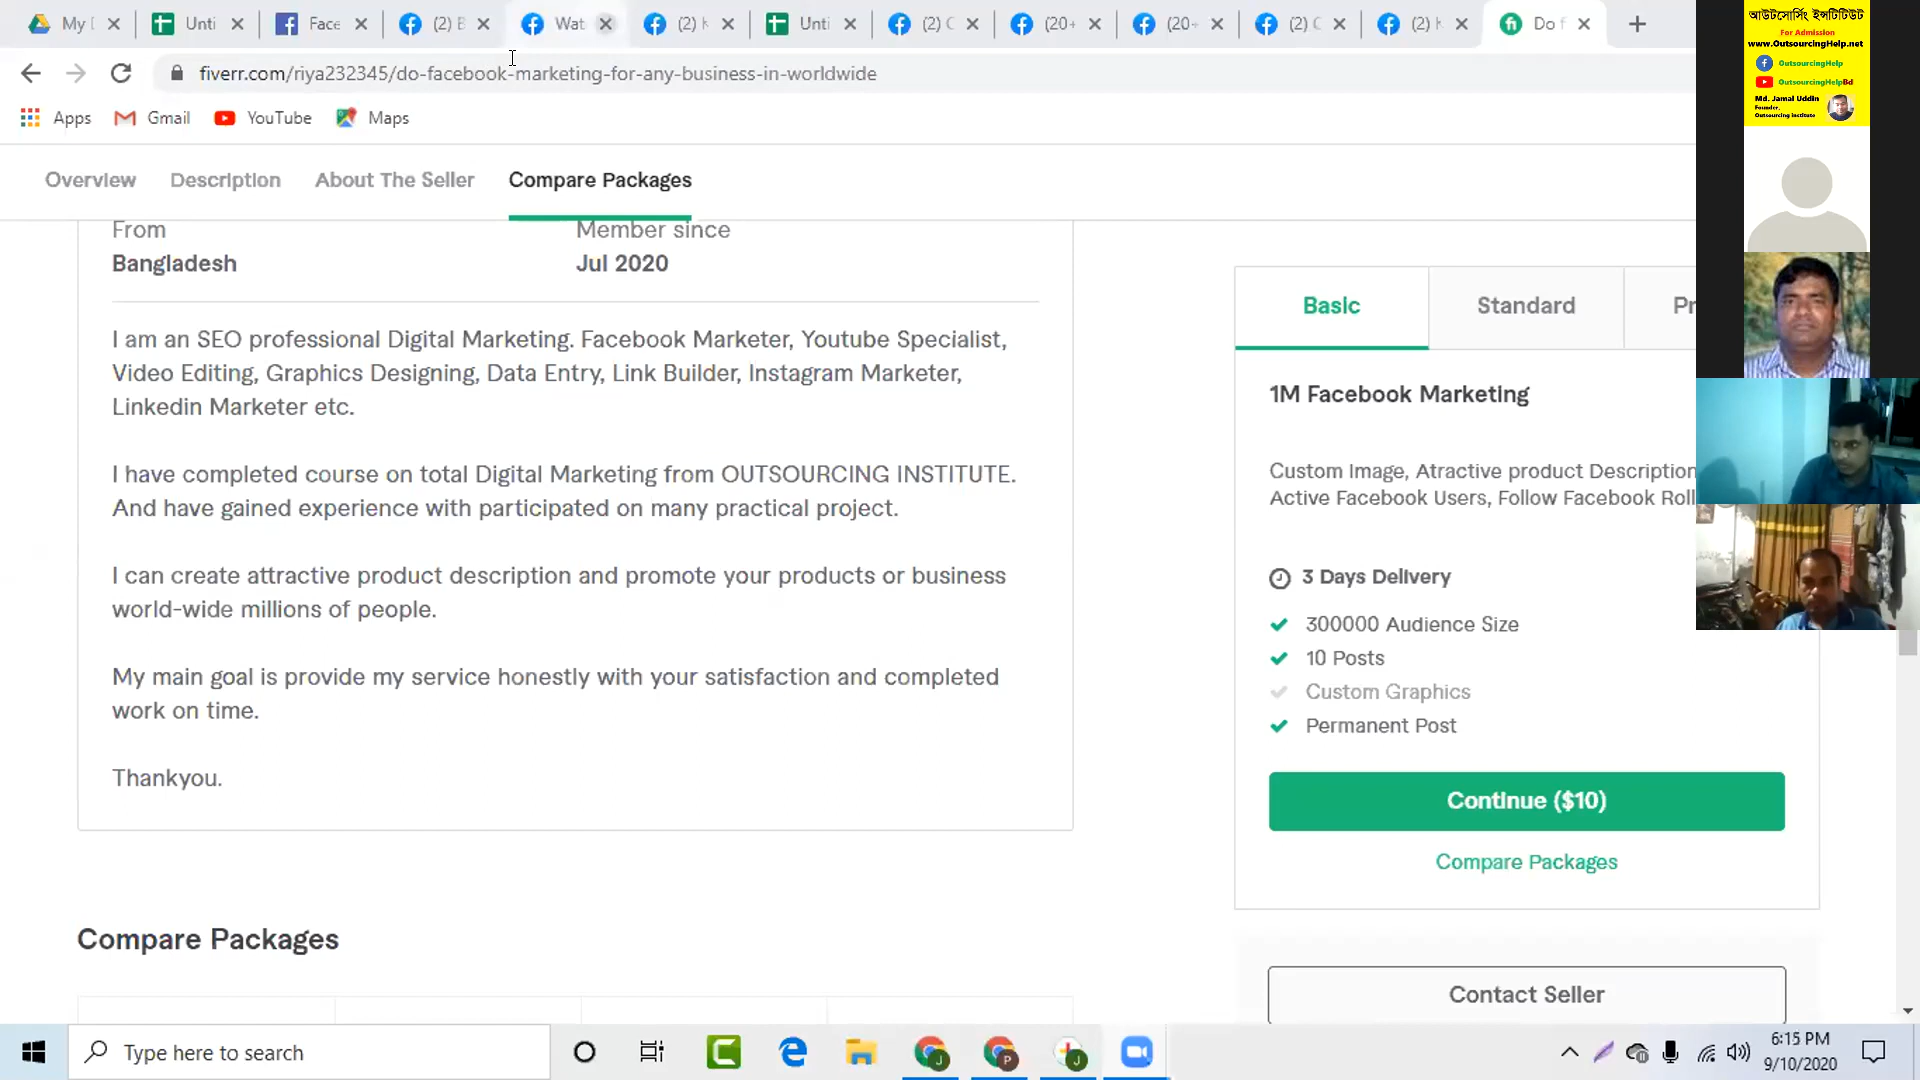 My D
Unti
Face
(2) B
Wat
(2) K
Unti
(2) C
(20+
(20+
(2) C
(2) K
Do f
fiverr.com/riya232345/do-facebook-marketing-for-any-business-in-worldwide
Apps
Gmail
YouTube
Maps
আউটসোর্সিং ইন্সটিটিউট
For Admission
www.OutsourcingHelp.net
OutsourcingHelp
OutsourcingHelpBd
Md. Jamal Uddin
Founder,
Outsourcing Institute
Overview
Description
About The Seller
Compare Packages
From
Bangladesh
Member since
Jul 2020
I am an SEO professional Digital Marketing. Facebook Marketer, Youtube Specialist,
Video Editing, Graphics Designing, Data Entry, Link Builder, Instagram Marketer,
Linkedin Marketer etc.
I have completed course on total Digital Marketing from OUTSOURCING INSTITUTE.
And have gained experience with participated on many practical project.
I can create attractive product description and promote your products or business
world-wide millions of people.
My main goal is provide my service honestly with your satisfaction and completed
work on time.
Thankyou.
Compare Packages
Basic
Standard
Pr
1M Facebook Marketing
Custom Image, Atractive product Description
Active Facebook Users, Follow Facebook Roll
3 Days Delivery
300000 Audience Size
10 Posts
Custom Graphics
Permanent Post
Continue ($10)
Compare Packages
Contact Seller
Type here to search
6:15 PM
9/10/2020